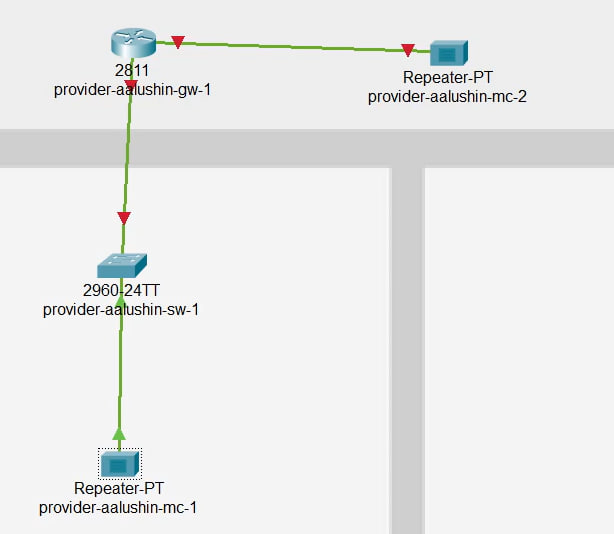 2811
provider-aalushin-gw-1
Repeater-PT
provider-aalushin-mc-2
2960-24TT
provider-aalushin-sw-1
Repeater-PT
provider-aalushin-mc-1